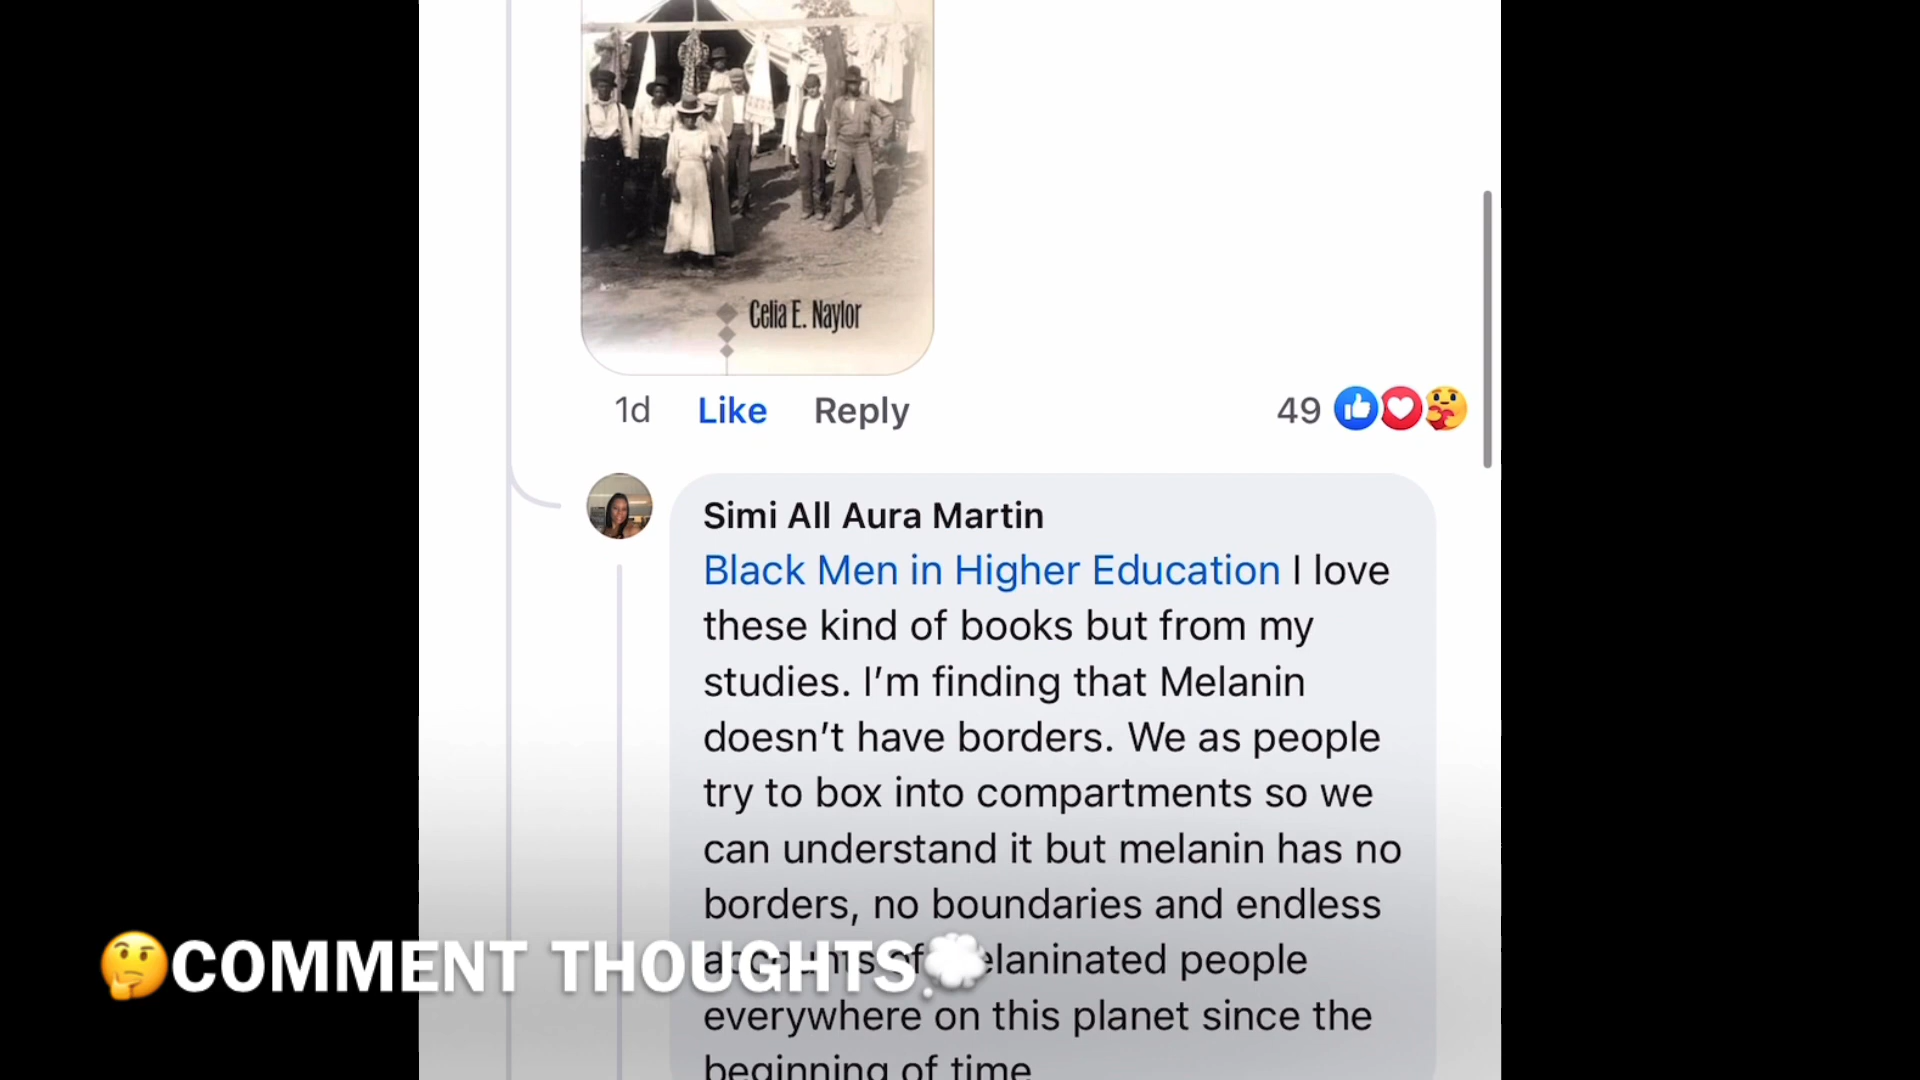 Celia E. Naylor
1d Like Reply 49
Simi All Aura Martin
Black Men in Higher Education I love
these kind of books but from my
studies. I’m finding that Melanin
doesn’t have borders. We as people
try to box into compartments so we
can understand it but melanin has no
borders, no boundaries and endless
accounts of melaninated people
everywhere on this planet since the
beginning of time
🤔COMMENT THOUGHTS💭